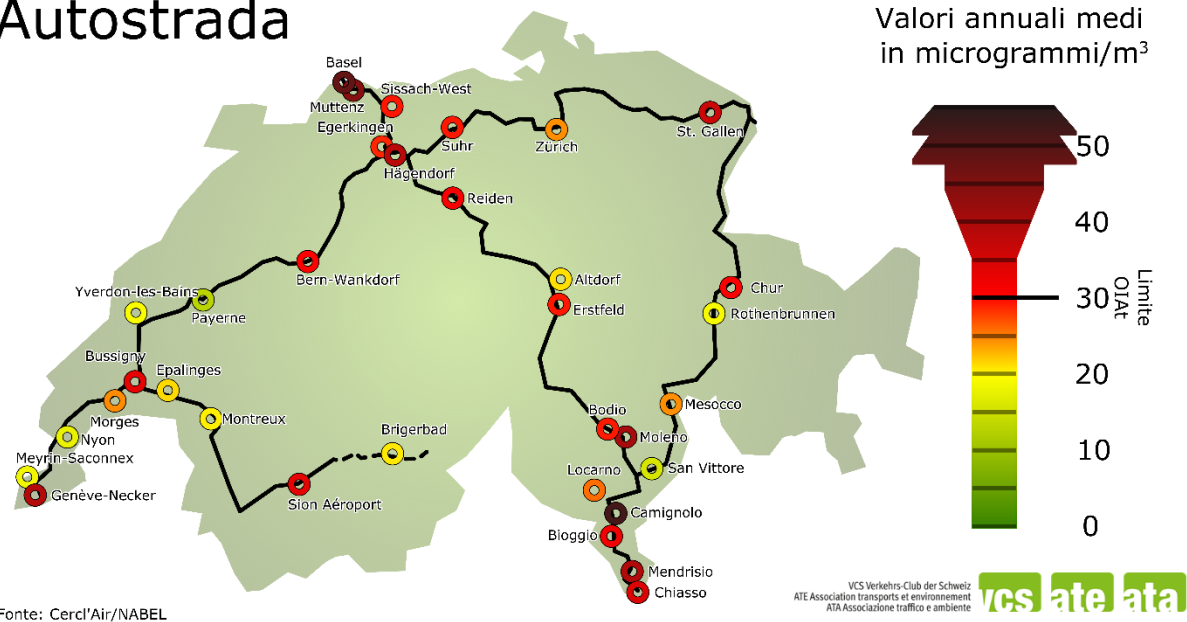 Autostrada
Valori annuali medi
in microgrammi/m³
Basel
Sissach-West
Muttenz
Egerkingen
Suhr
Zürich
St. Gallen
Hägendorf
Reiden
Bern-Wankdorf
Altdorf
Erstfeld
Chur
Rothenbrunnen
Yverdon-les-Bains
Payerne
Bussigny
Epalinges
Morges
Montreux
Nyon
Meyrin-Saconnex
Genève-Necker
Brigerbad
Sion Aéroport
Bodio
Mesocco
Moleno
Locarno
San Vittore
Camignolo
Bioggio
Mendrisio
Chiasso
50
40
30
20
10
0
Limite
OIAt
Fonte: Cercl'Air/NABEL
VCS Verkehrs-Club der Schweiz
ATE Association transports et environnement
ATA Associazione traffico e ambiente
vcs ate ata